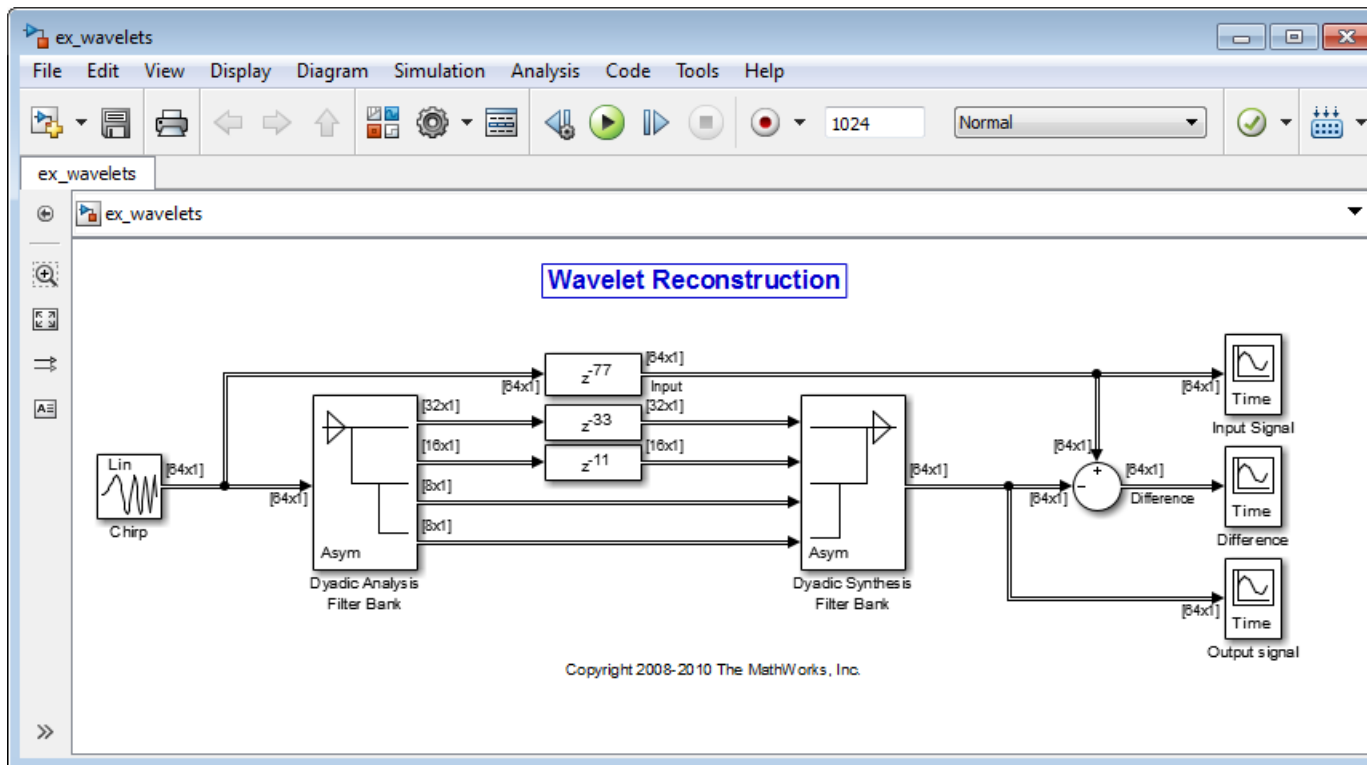 ex_wavelets
File Edit View Display Diagram Simulation Analysis Code Tools Help
1024 Normal
ex_wavelets
ex_wavelets
Wavelet Reconstruction
Lin
Chirp
[64x1]
[64x1]
Asym
Dyadic Analysis
Filter Bank
[32x1]
[16x1]
[8x1]
[8x1]
[64x1]
z-77
[64x1]
Input
z-33
[32x1]
z-11
[16x1]
Asym
Dyadic Synthesis
Filter Bank
[64x1]
[64x1]
[64x1]
+
−
[64x1]
Difference
[64x1]
Time
Input Signal
Time
Difference
[64x1]
Time
Output signal
Copyright 2008-2010 The MathWorks, Inc.